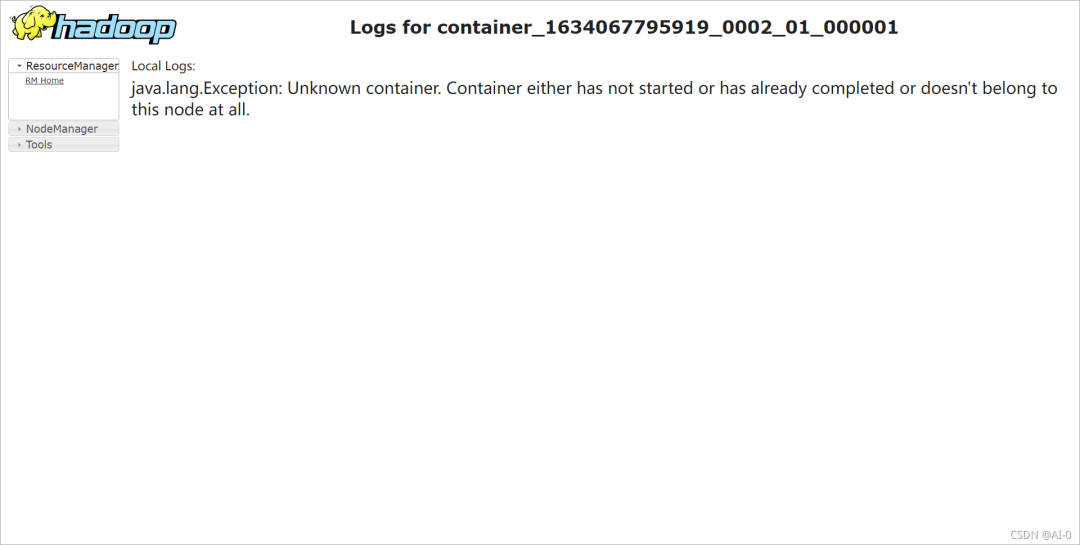 hadoop
Logs for container_1634067795919_0002_01_000001
ResourceManager
RM Home
NodeManager
Tools
Local Logs:
java.lang.Exception: Unknown container. Container either has not started or has already completed or doesn't belong to
this node at all.
CSDN @AI-0